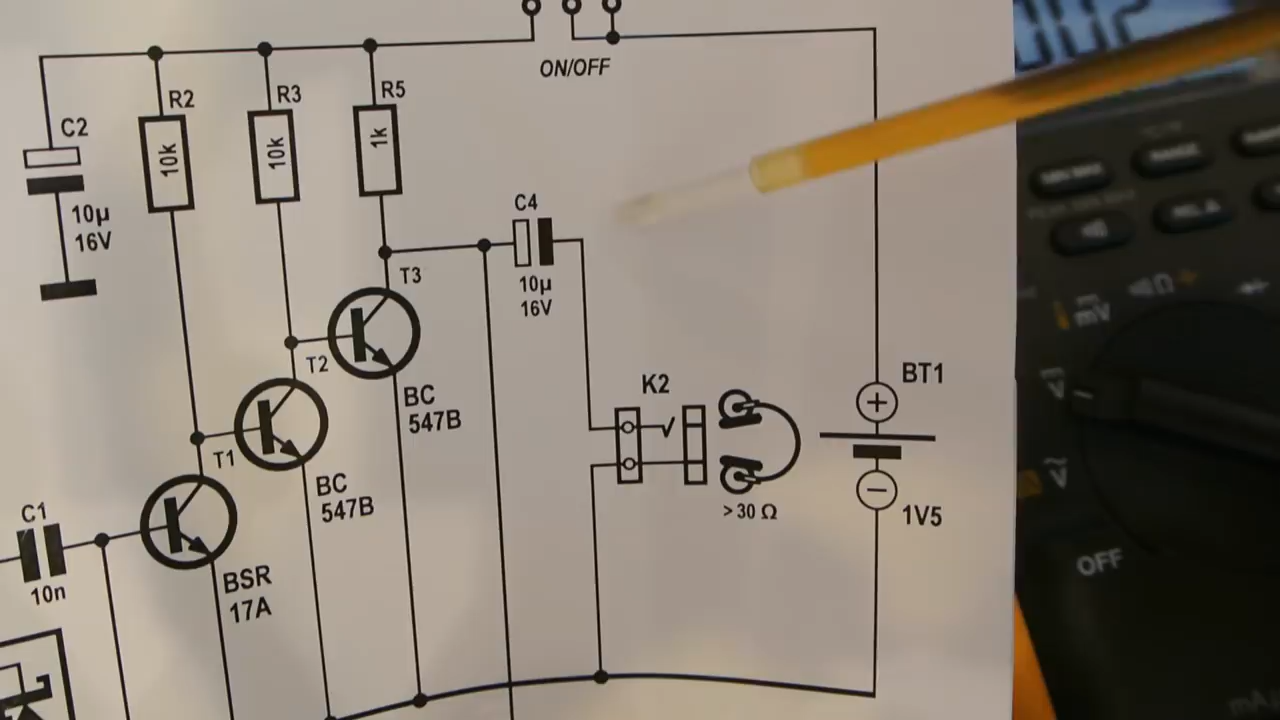 ON/OFF
R2
10k
R3
10k
R5
1k
C2
10µ
16V
C4
10µ
16V
T3
BC
547B
T2
BC
547B
T1
BSR
17A
C1
10n
K2
>30 Ω
BT1
+
−
1V5
mV
V
V
OFF